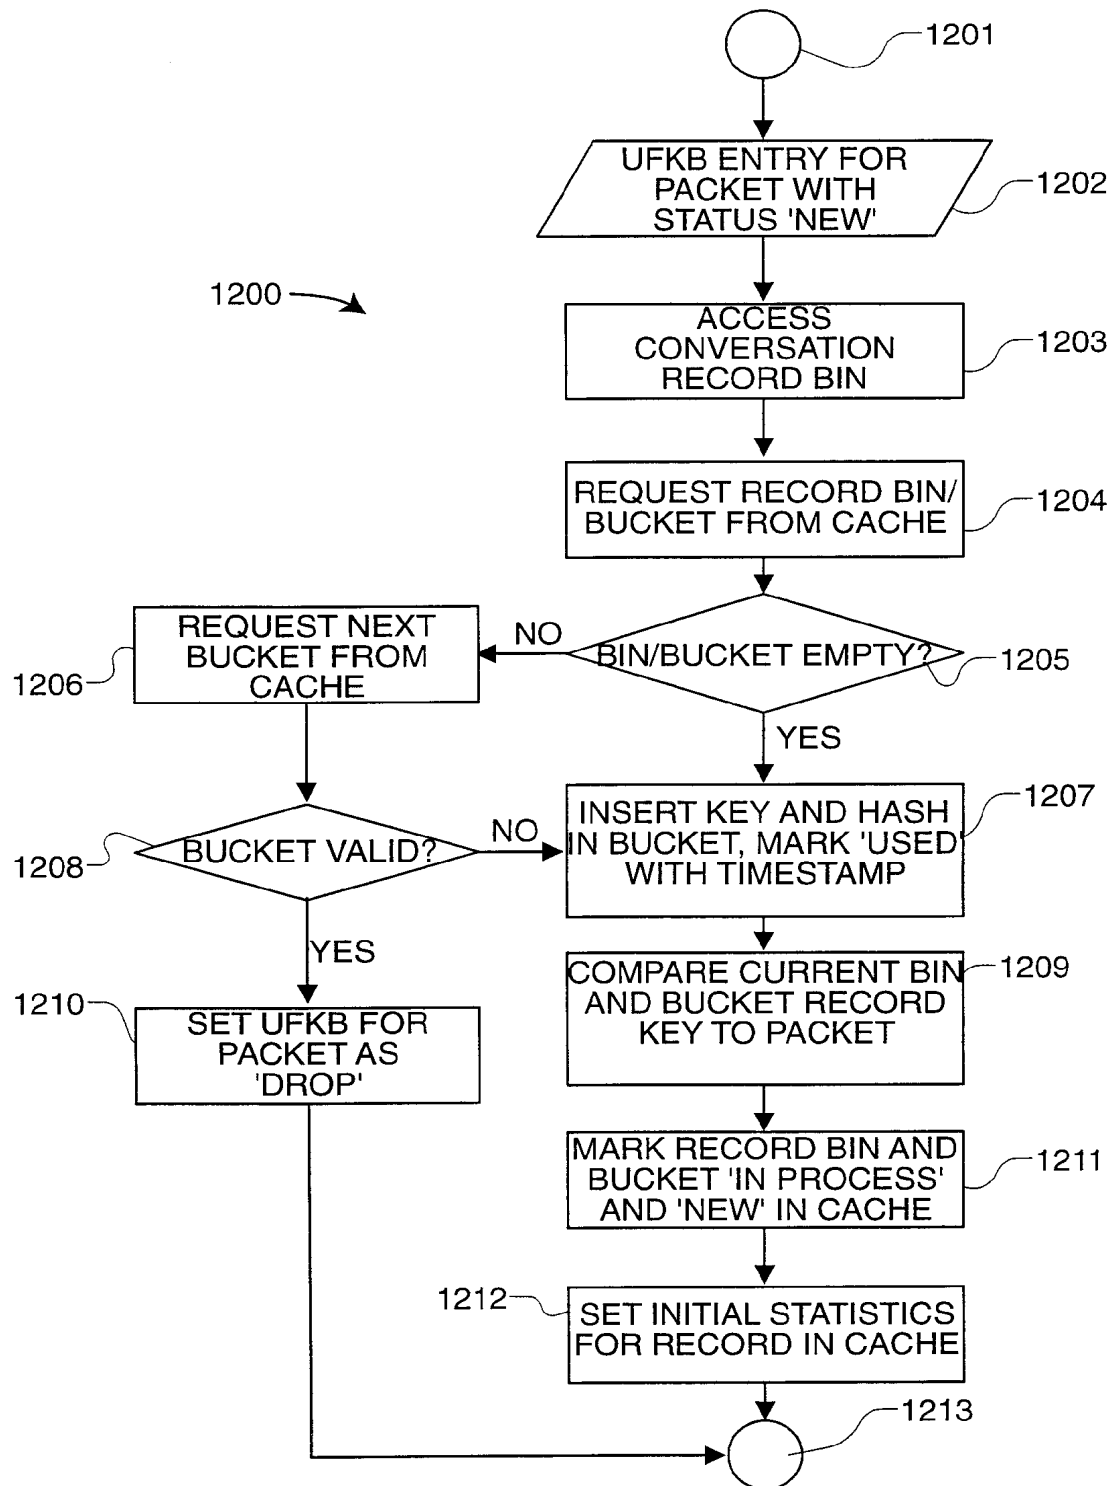 1201
UFKB ENTRY FOR
PACKET WITH
STATUS 'NEW'
1202
1200
ACCESS
CONVERSATION
RECORD BIN
1203
REQUEST RECORD BIN/
BUCKET FROM CACHE
1204
BIN/BUCKET EMPTY?
1205
NO
YES
REQUEST NEXT
BUCKET FROM
CACHE
1206
INSERT KEY AND HASH
IN BUCKET, MARK 'USED'
WITH TIMESTAMP
1207
BUCKET VALID?
1208
NO
YES
COMPARE CURRENT BIN
AND BUCKET RECORD
KEY TO PACKET
1209
SET UFKB FOR
PACKET AS
'DROP'
1210
MARK RECORD BIN AND
BUCKET 'IN PROCESS'
AND 'NEW' IN CACHE
1211
SET INITIAL STATISTICS
FOR RECORD IN CACHE
1212
1213